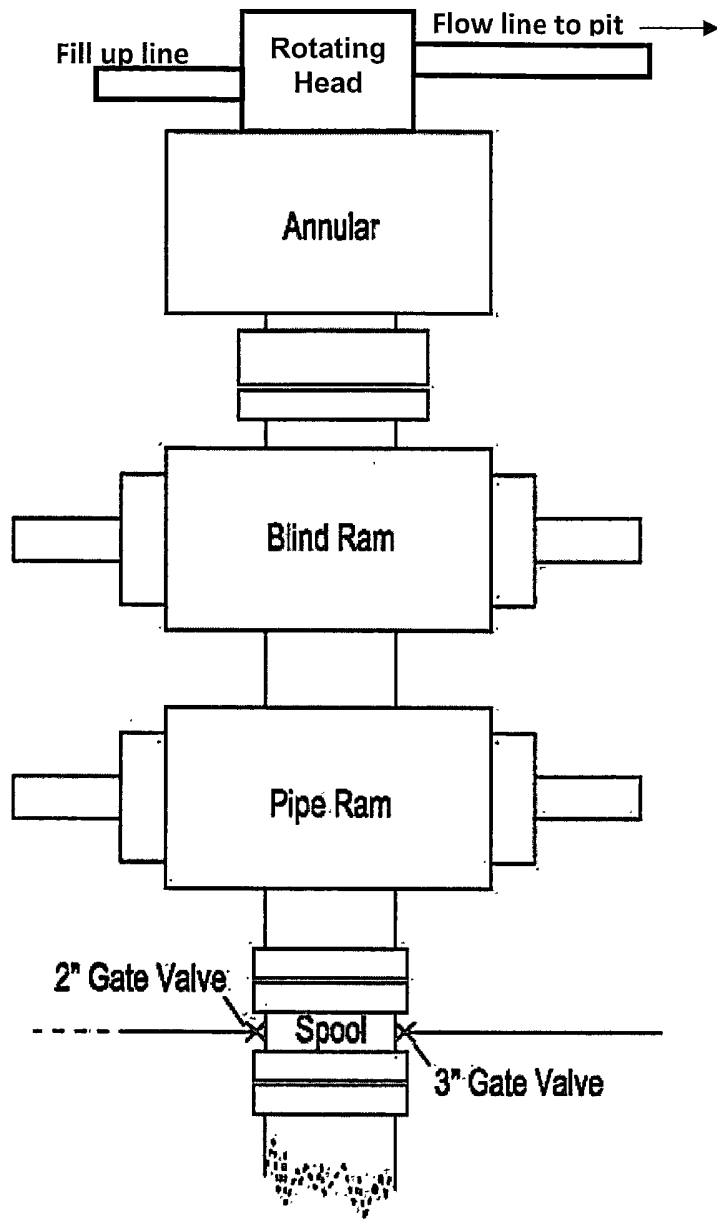 Flow line to pit
Fill up line
Rotating
Head
Annular
Blind Ram
Pipe Ram
2" Gate Valve
Spool
3" Gate Valve